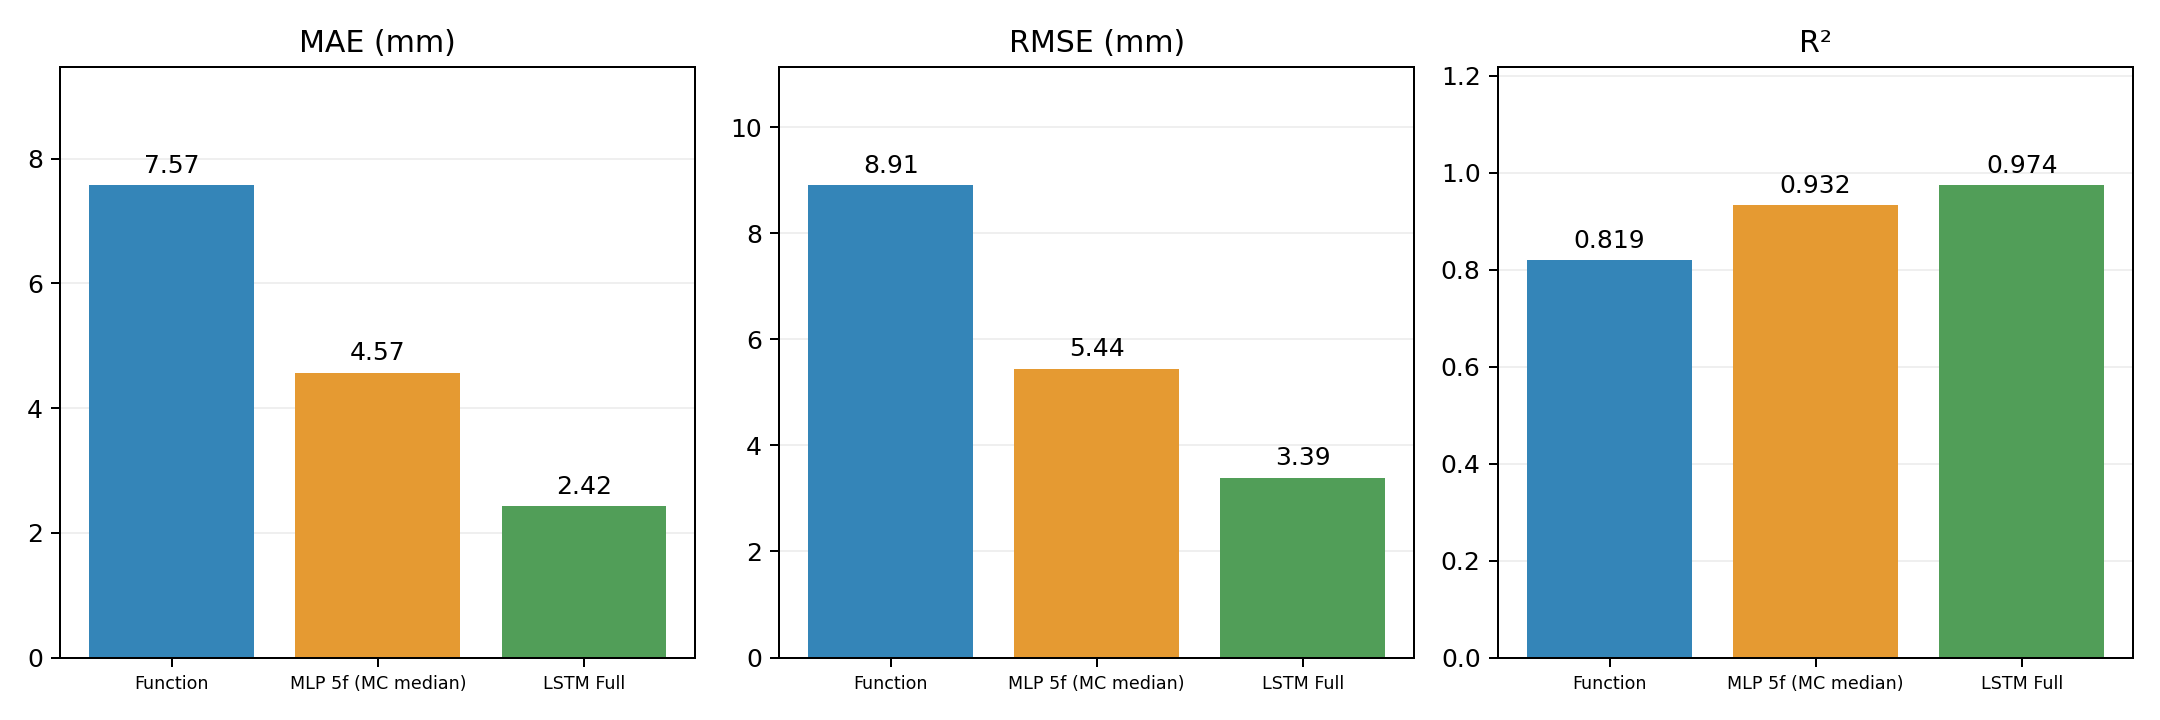 MAE (mm)
8
6
4
2
0
7.57
4.57
2.42
Function
MLP 5f (MC median)
LSTM Full
RMSE (mm)
10
8
6
4
2
0
8.91
5.44
3.39
Function
MLP 5f (MC median)
LSTM Full
R²
1.2
1.0
0.8
0.6
0.4
0.2
0.0
0.819
0.932
0.974
Function
MLP 5f (MC median)
LSTM Full